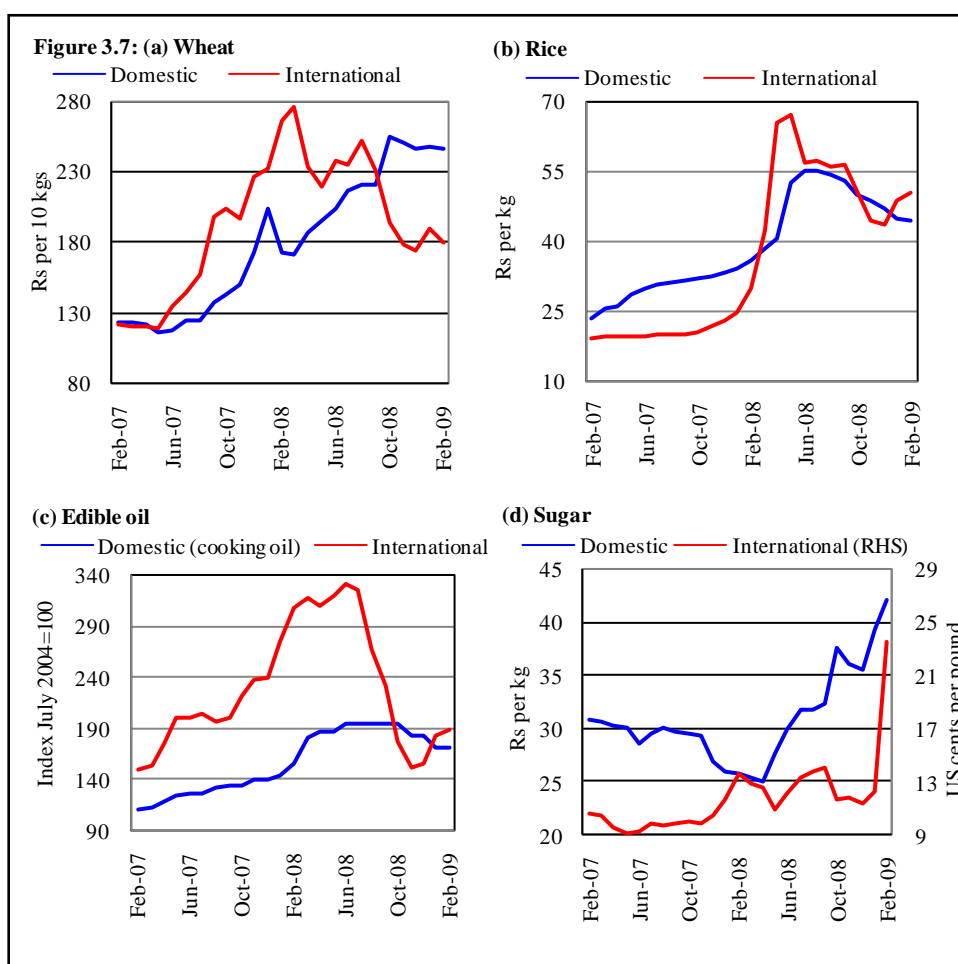 Figure 3.7: (a) Wheat
Domestic International
Rs per 10 kgs
280
230
180
130
80
Feb-07 Jun-07 Oct-07 Feb-08 Jun-08 Oct-08 Feb-09
(b) Rice
Domestic International
Rs per kg
70
55
40
25
10
Feb-07 Jun-07 Oct-07 Feb-08 Jun-08 Oct-08 Feb-09
(c) Edible oil
Domestic (cooking oil) International
Index July 2004=100
340
290
240
190
140
90
Feb-07 Jun-07 Oct-07 Feb-08 Jun-08 Oct-08 Feb-09
(d) Sugar
Domestic International (RHS)
Rs per kg
45
40
35
30
25
20
29
25
21
17
13
9
US cents per pound
Feb-07 Jun-07 Oct-07 Feb-08 Jun-08 Oct-08 Feb-09